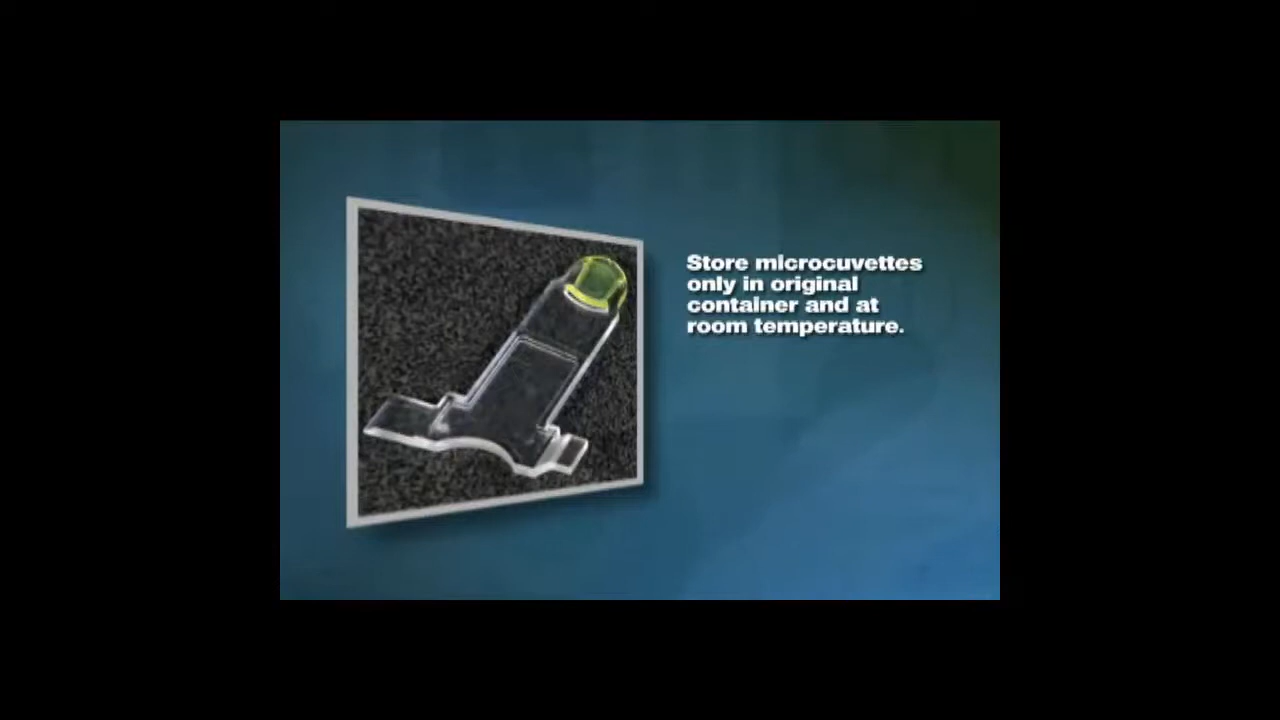 Store microcuvettes
only in original
container and at
room temperature.